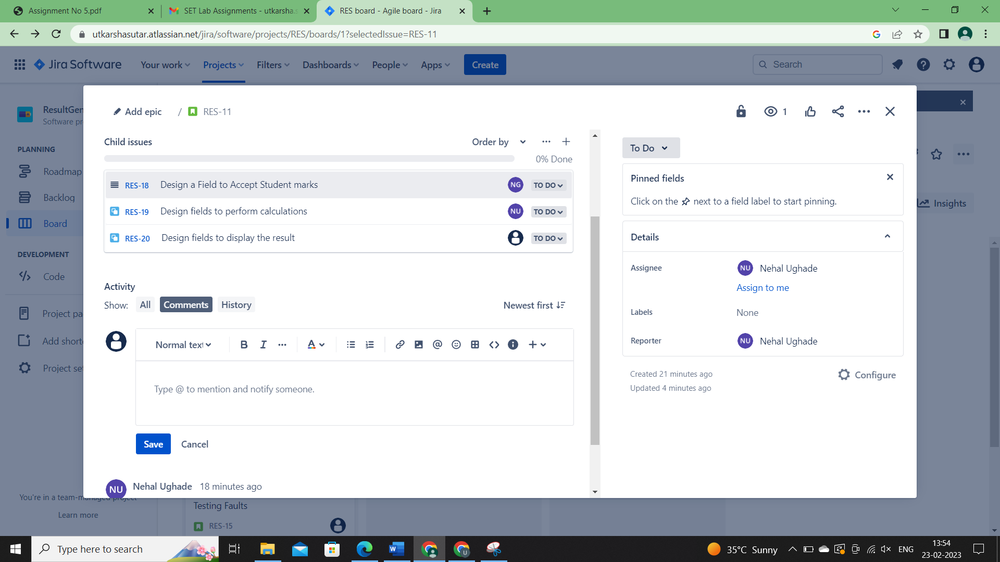 Assignment No 5.pdf
SET Lab Assignments - utkarsha.s
RES board - Agile board - Jira
utkarshasutar.atlassian.net/jira/software/projects/RES/boards/1?selectedIssue=RES-11
Jira Software
Your work
Projects
Filters
Dashboards
People
Apps
Create
Search
ResultGen
Software pr
PLANNING
Roadmap
Backlog
Board
DEVELOPMENT
Code
Project pa
Add shorte
Project set
You're in a team-managed project
Learn more
Add epic / RES-11
1
Child issues
Order by
0% Done
RES-18 Design a Field to Accept Student marks NG TO DO
RES-19 Design fields to perform calculations NU TO DO
RES-20 Design fields to display the result TO DO
Activity
Show: All Comments History
Newest first
Normal text
Type @ to mention and notify someone.
Save Cancel
NU Nehal Ughade 18 minutes ago
To Do
Pinned fields
Click on the next to a field label to start pinning.
Details
Assignee NU Nehal Ughade
Assign to me
Labels None
Reporter NU Nehal Ughade
Created 21 minutes ago
Updated 4 minutes ago
Configure
Insights
Testing Faults
RES-15
Type here to search
35°C Sunny
ENG
13:54
23-02-2023